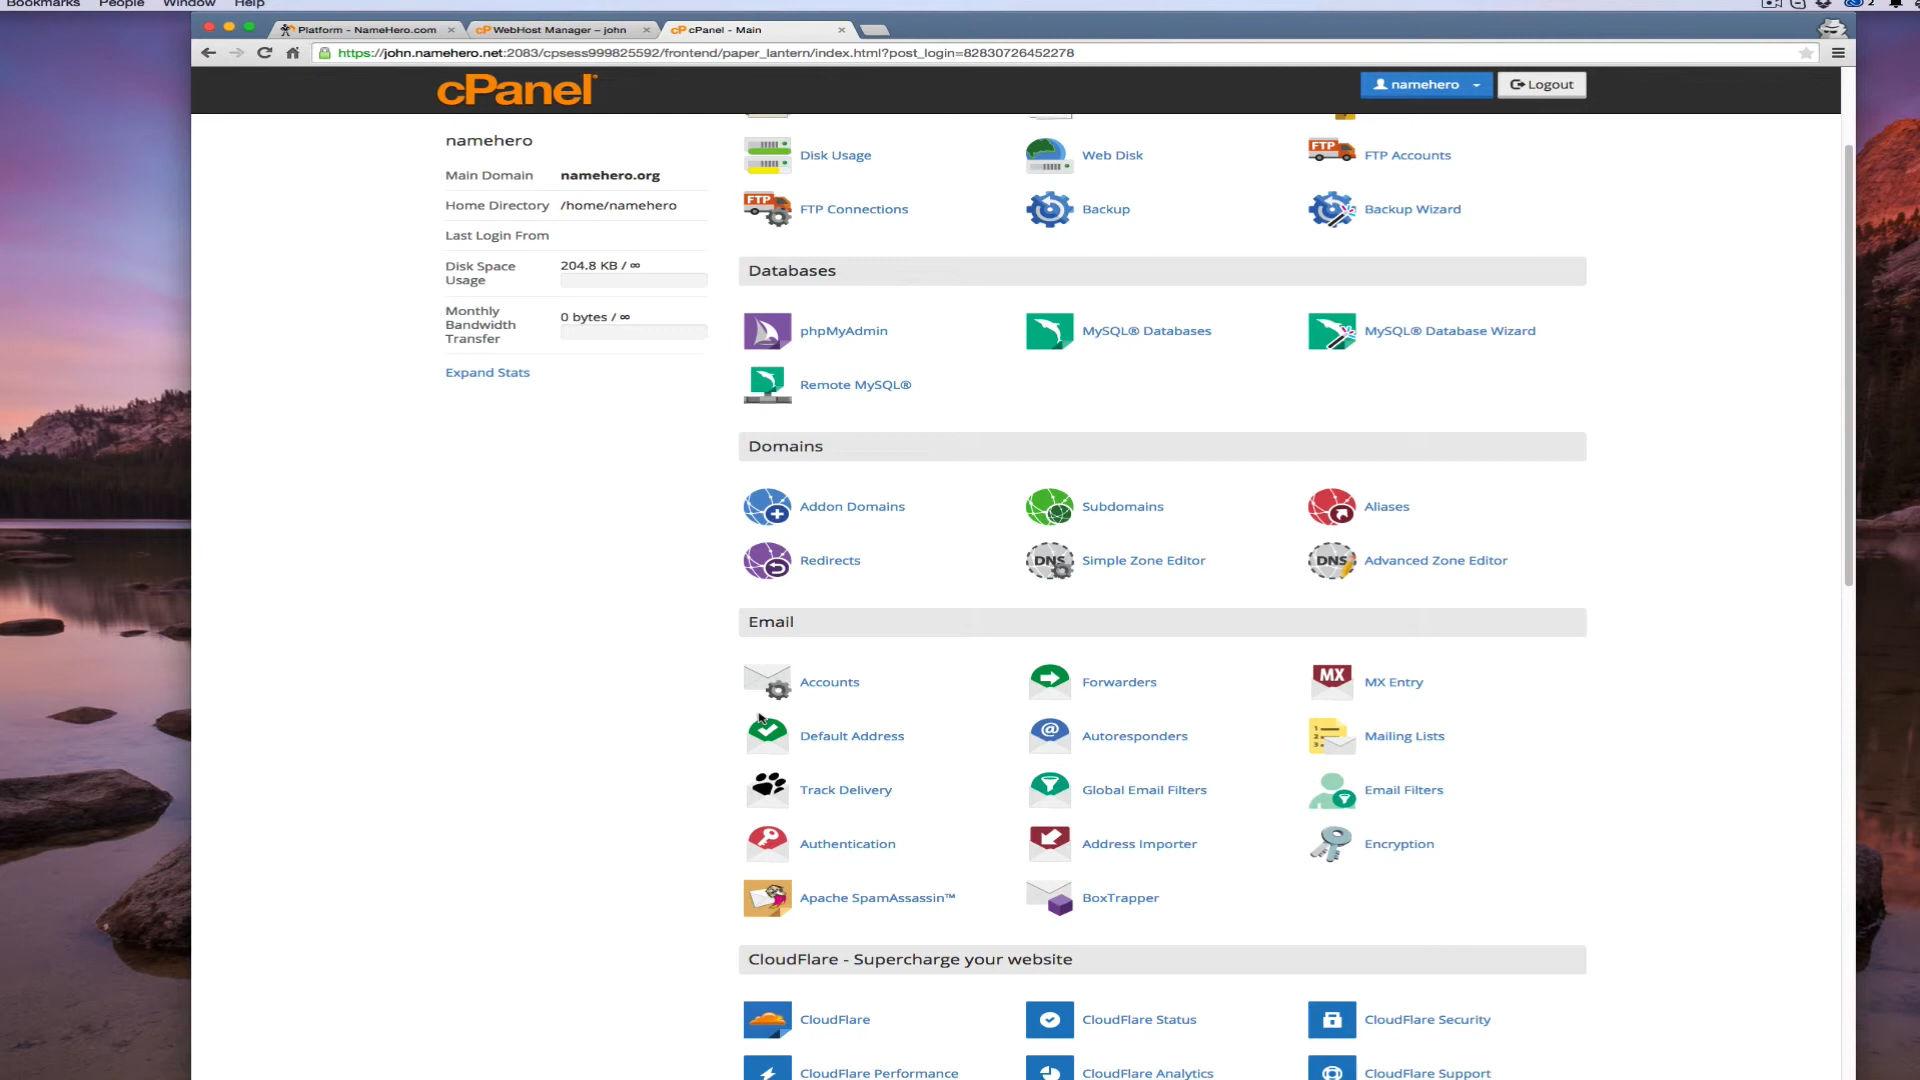 Bookmarks People Window Help
2
Platform - NameHero.com × WebHost Manager – john × cPanel - Main ×
https://john.namehero.net:2083/cpsess999825592/frontend/paper_lantern/index.html?post_login=82830726452278
cPanel®
namehero
Logout
namehero
Main Domain namehero.org
Home Directory /home/namehero
Last Login From
Disk Space Usage 204.8 KB / ∞
Monthly Bandwidth Transfer 0 bytes / ∞
Expand Stats
Disk Usage Web Disk FTP Accounts
FTP Connections Backup Backup Wizard
Databases
phpMyAdmin MySQL® Databases MySQL® Database Wizard
Remote MySQL®
Domains
Addon Domains Subdomains Aliases
Redirects Simple Zone Editor Advanced Zone Editor
Email
Accounts Forwarders MX Entry
Default Address Autoresponders Mailing Lists
Track Delivery Global Email Filters Email Filters
Authentication Address Importer Encryption
Apache SpamAssassin™ BoxTrapper
CloudFlare - Supercharge your website
CloudFlare CloudFlare Status CloudFlare Security
CloudFlare Performance CloudFlare Analytics CloudFlare Support